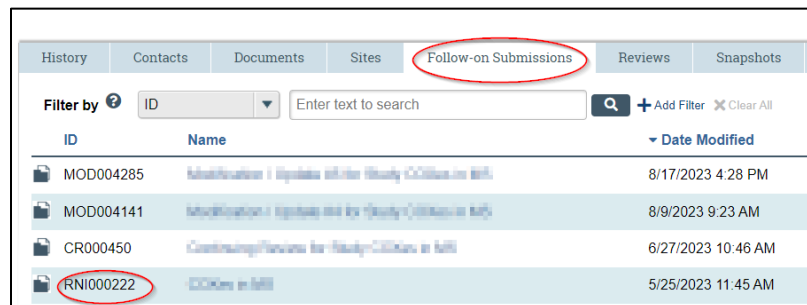 History Contacts Documents Sites Follow-on Submissions Reviews Snapshots
Filter by ? ID Enter text to search Add Filter Clear All
ID Name Date Modified
MOD004285 8/17/2023 4:28 PM
MOD004141 8/9/2023 9:23 AM
CR000450 6/27/2023 10:46 AM
RNI000222 5/25/2023 11:45 AM